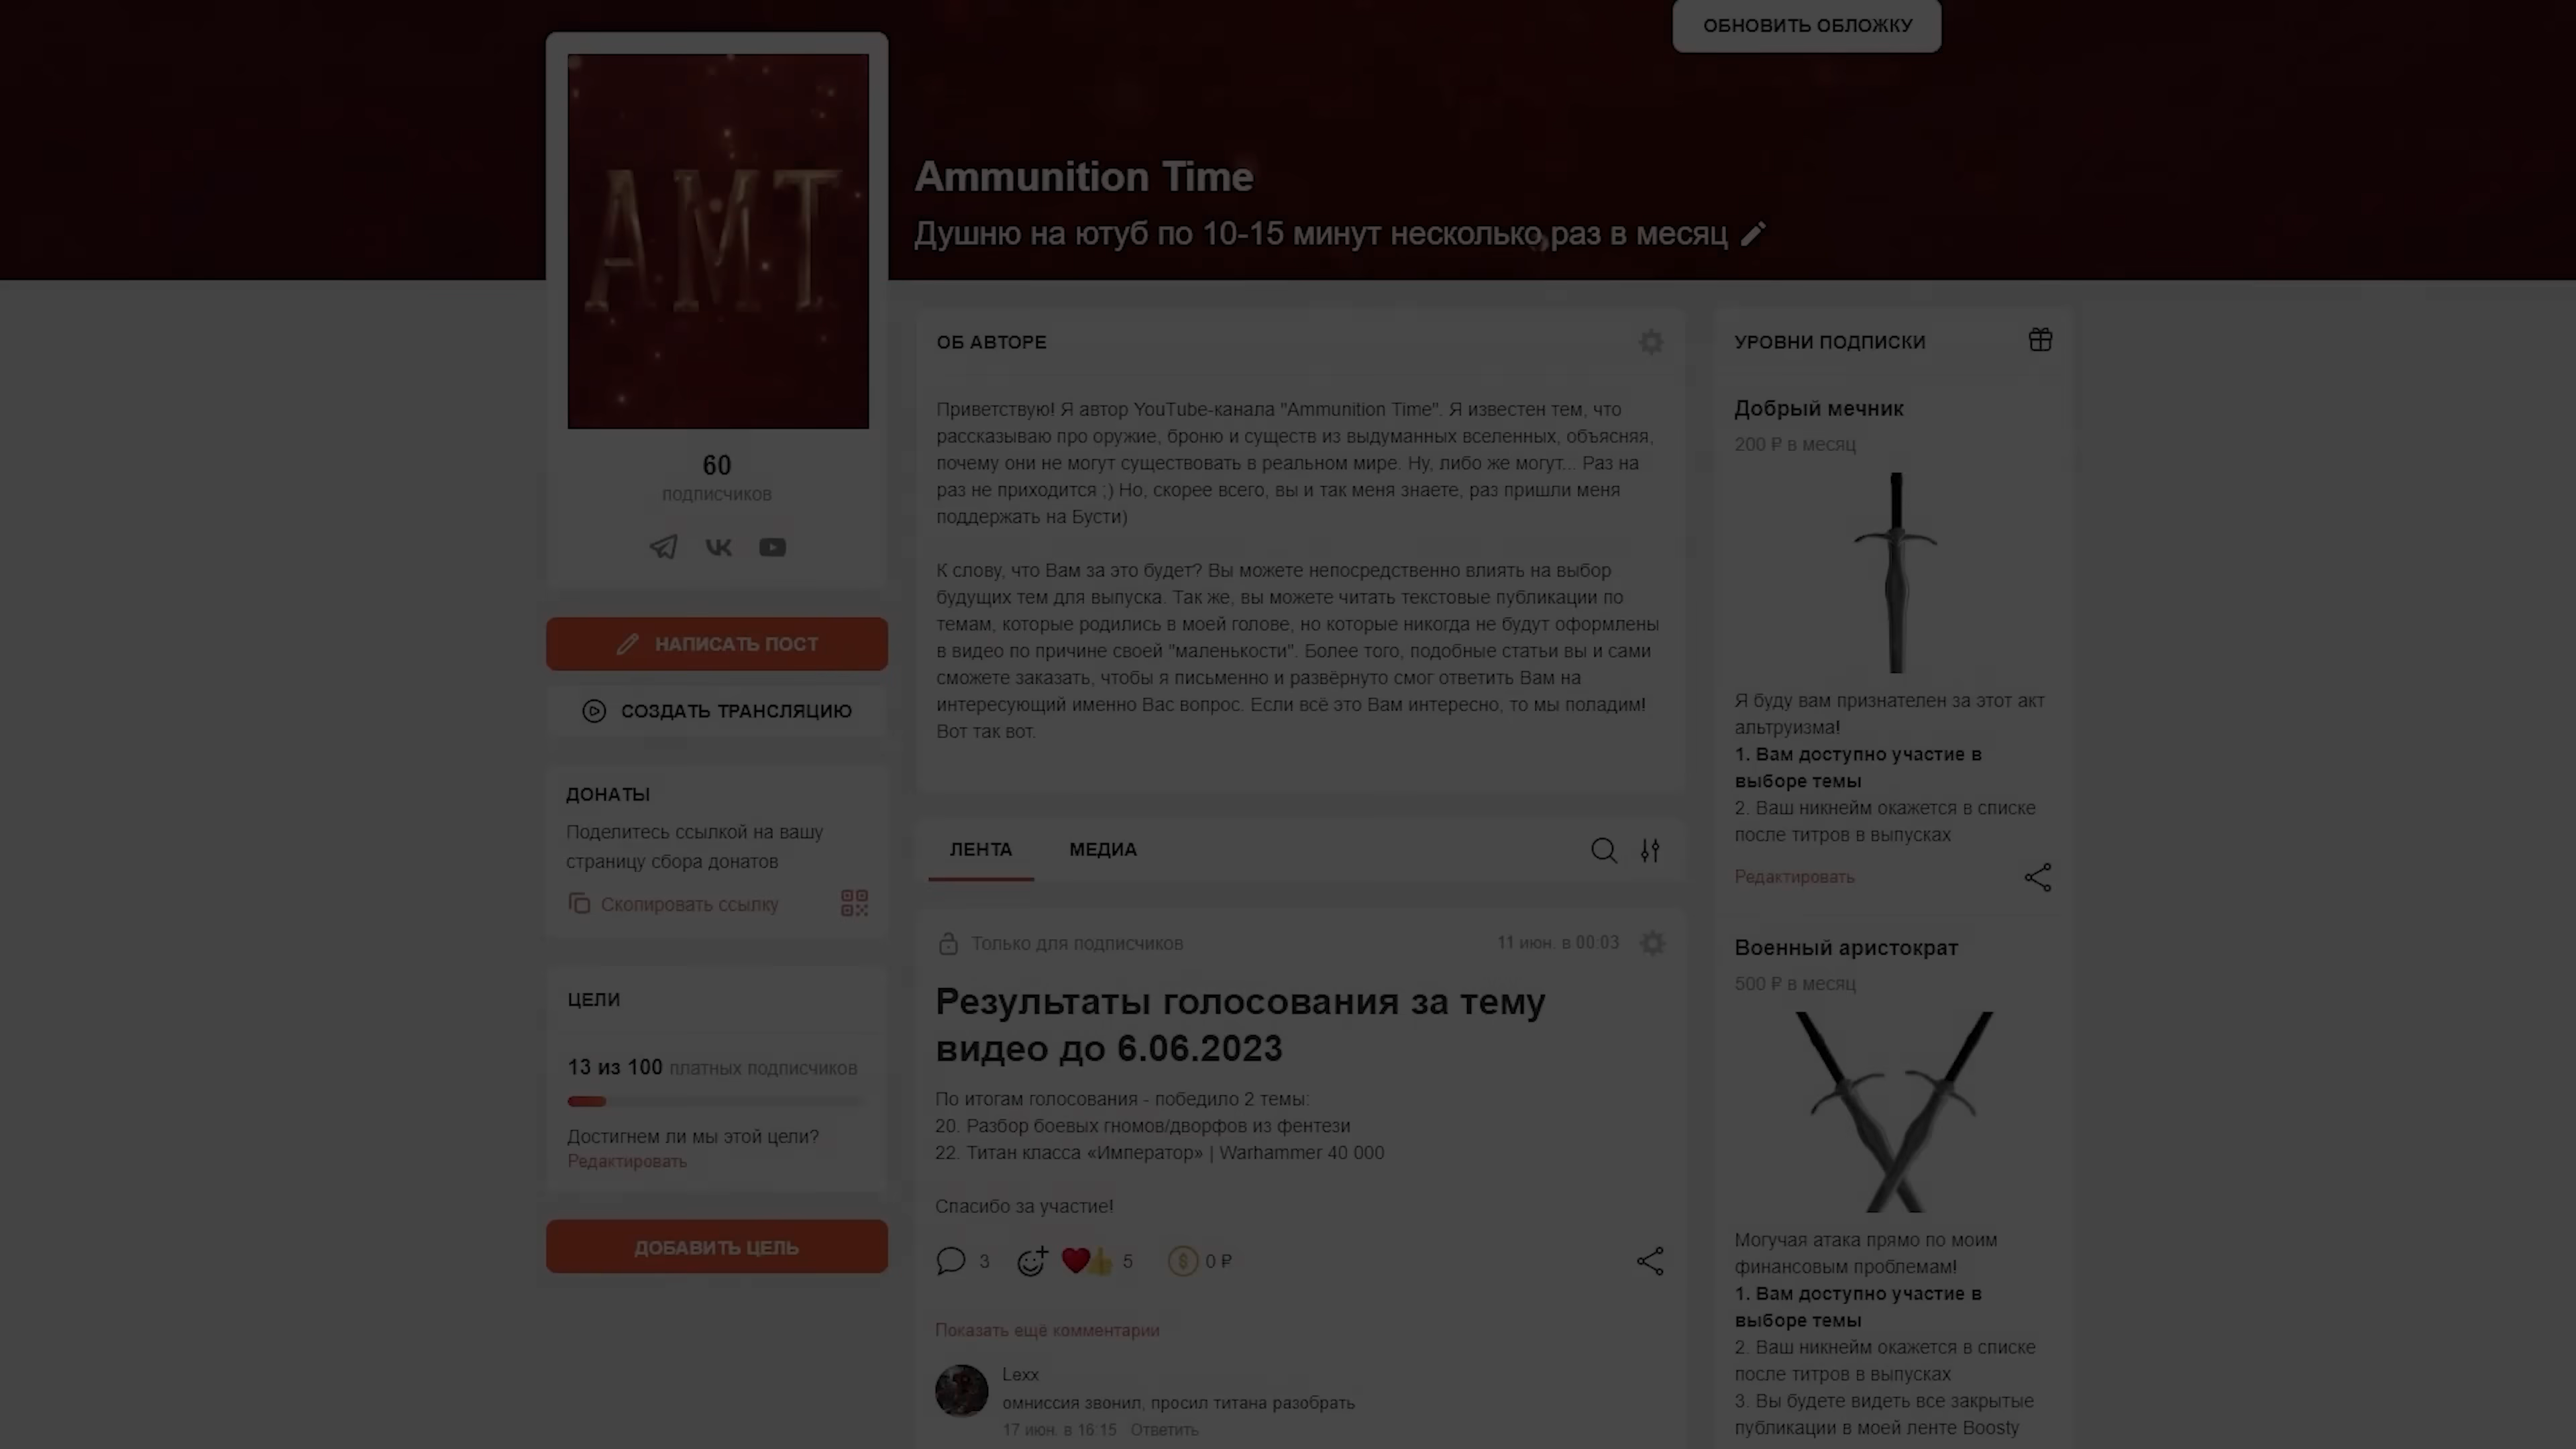 ОБНОВИТЬ ОБЛОЖКУ
AMT
Ammunition Time
Душню на ютуб по 10-15 минут несколько раз в месяц
60
подписчиков
НАПИСАТЬ ПОСТ
СОЗДАТЬ ТРАНСЛЯЦИЮ
ДОНАТЫ
Поделитесь ссылкой на вашу
страницу сбора донатов
Скопировать ссылку
ЦЕЛИ
13 из 100 платных подписчиков
Достигнем ли мы этой цели?
Редактировать
ДОБАВИТЬ ЦЕЛЬ
ОБ АВТОРЕ
Приветствую! Я автор YouTube-канала "Ammunition Time". Я известен тем, что
рассказываю про оружие, броню и существ из выдуманных вселенных, объясняя,
почему они не могут существовать в реальном мире. Ну, либо же могут... Раз на
раз не приходится ;) Но, скорее всего, вы и так меня знаете, раз пришли меня
поддержать на Бусти)
К слову, что Вам за это будет? Вы можете непосредственно влиять на выбор
будущих тем для выпуска. Так же, вы можете читать текстовые публикации по
темам, которые родились в моей голове, но которые никогда не будут оформлены
в видео по причине своей "маленькости". Более того, подобные статьи вы и сами
сможете заказать, чтобы я письменно и развёрнуто смог ответить Вам на
интересующий именно Вас вопрос. Если всё это Вам интересно, то мы поладим!
Вот так вот.
ЛЕНТА МЕДИА
Только для подписчиков 11 июн. в 00:03
Результаты голосования за тему
видео до 6.06.2023
По итогам голосования - победило 2 темы:
20. Разбор боевых гномов/дворфов из фентези
22. Титан класса «Император» | Warhammer 40 000
Спасибо за участие!
3 5 0 ₽
Показать ещё комментарии
Lexx
омниссия звонил, просил титана разобрать
17 июн. в 16:15 Ответить
УРОВНИ ПОДПИСКИ
Добрый мечник
200 ₽ в месяц
Я буду вам признателен за этот акт
альтруизма!
1. Вам доступно участие в
выборе темы
2. Ваш никнейм окажется в списке
после титров в выпусках
Редактировать
Военный аристократ
500 ₽ в месяц
Могучая атака прямо по моим
финансовым проблемам!
1. Вам доступно участие в
выборе темы
2. Ваш никнейм окажется в списке
после титров в выпусках
3. Вы будете видеть все закрытые
публикации в моей ленте Boosty